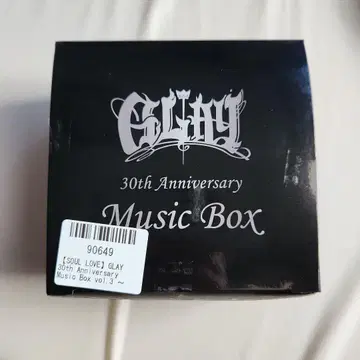 GLAY
30th Anniversary
Music Box
90649
【SOUL LOVE】GLAY
30th Anniversary
Music Box vol.3 ～